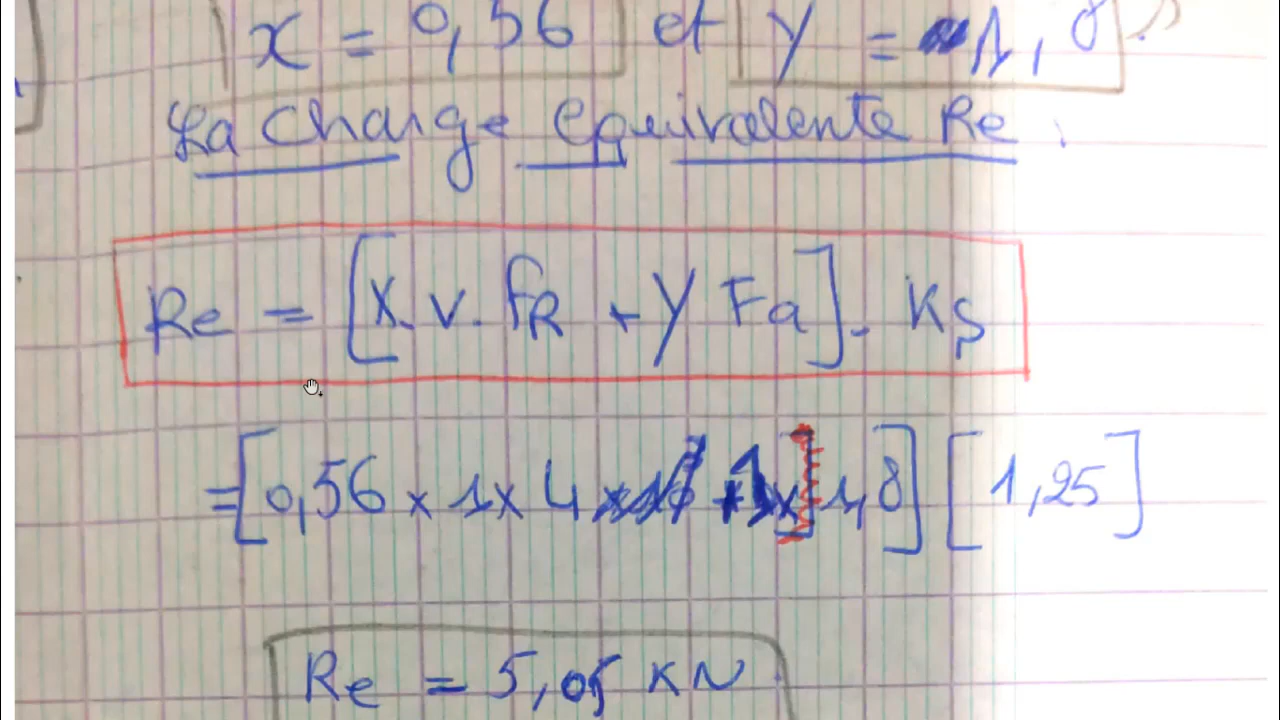 x = 0,56 et y = 1,8
La charge équivalente Re :
Re = [X. V. FR + Y Fa]. Ks
= [0,56 x 1 x 4 + 1 x 1,8] [1,25]
Re = 5,05 KN